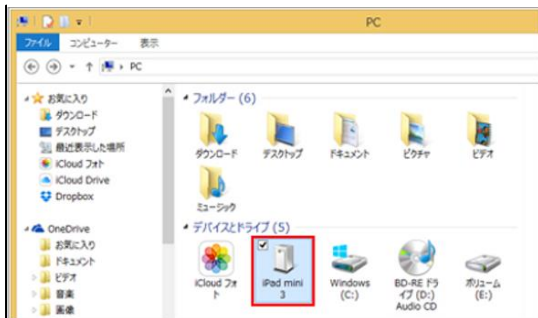 PC
ファイル コンピューター 表示
PC
お気に入り
ダウンロード
デスクトップ
最近表示した場所
iCloud フォト
iCloud Drive
Dropbox
OneDrive
お気に入り
ドキュメント
ビデオ
音楽
画像
フォルダー (6)
ダウンロード デスクトップ ドキュメント ピクチャ ビデオ
ミュージック
デバイスとドライブ (5)
iCloud フォ
ト
iPad mini
3
Windows
(C:)
BD-RE ドラ
イブ (D:)
Audio CD
ボリューム
(E:)